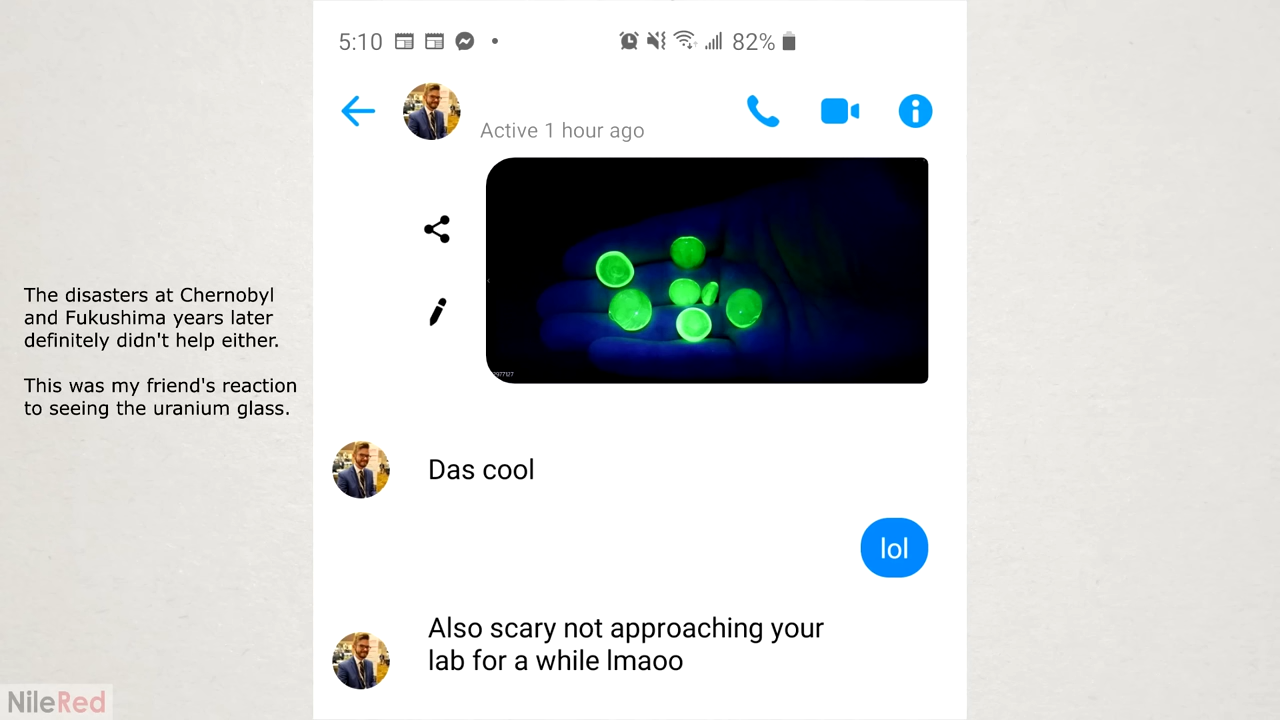 5:10
82%
Active 1 hour ago
The disasters at Chernobyl
and Fukushima years later
definitely didn't help either.
This was my friend's reaction
to seeing the uranium glass.
Das cool
lol
Also scary not approaching your
lab for a while lmaoo
NileRed